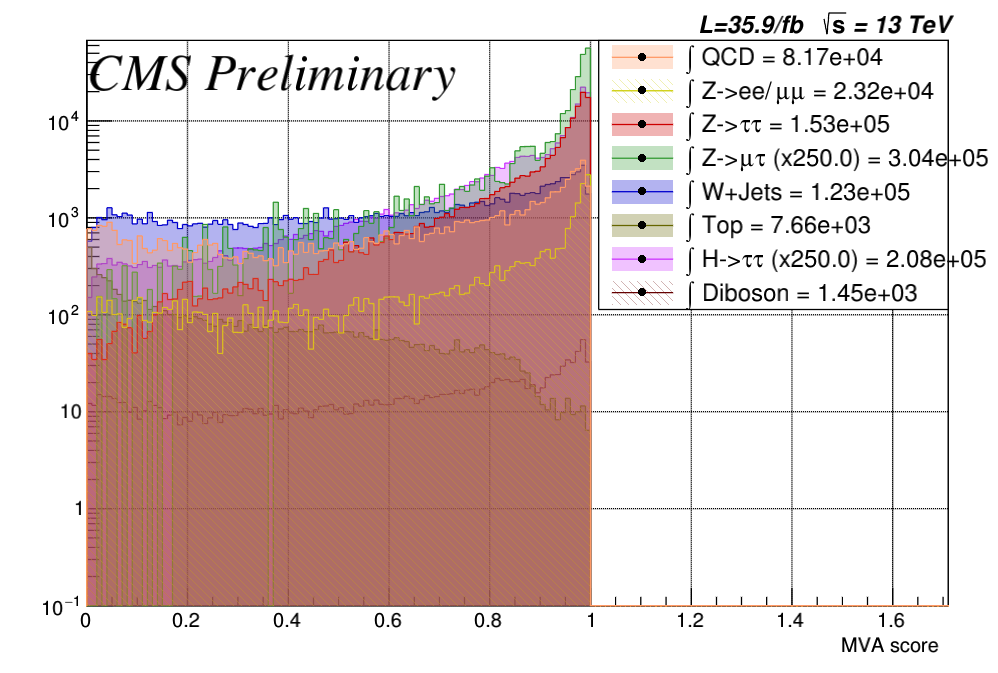 L=35.9/fb √s = 13 TeV
CMS Preliminary
∫ QCD = 8.17e+04
∫ Z->ee/μμ = 2.32e+04
∫ Z->ττ = 1.53e+05
∫ Z->μτ (x250.0) = 3.04e+05
∫ W+Jets = 1.23e+05
∫ Top = 7.66e+03
∫ H->ττ (x250.0) = 2.08e+05
∫ Diboson = 1.45e+03
10⁴
10³
10²
10
1
10⁻¹
0 0.2 0.4 0.6 0.8 1 1.2 1.4 1.6
MVA score